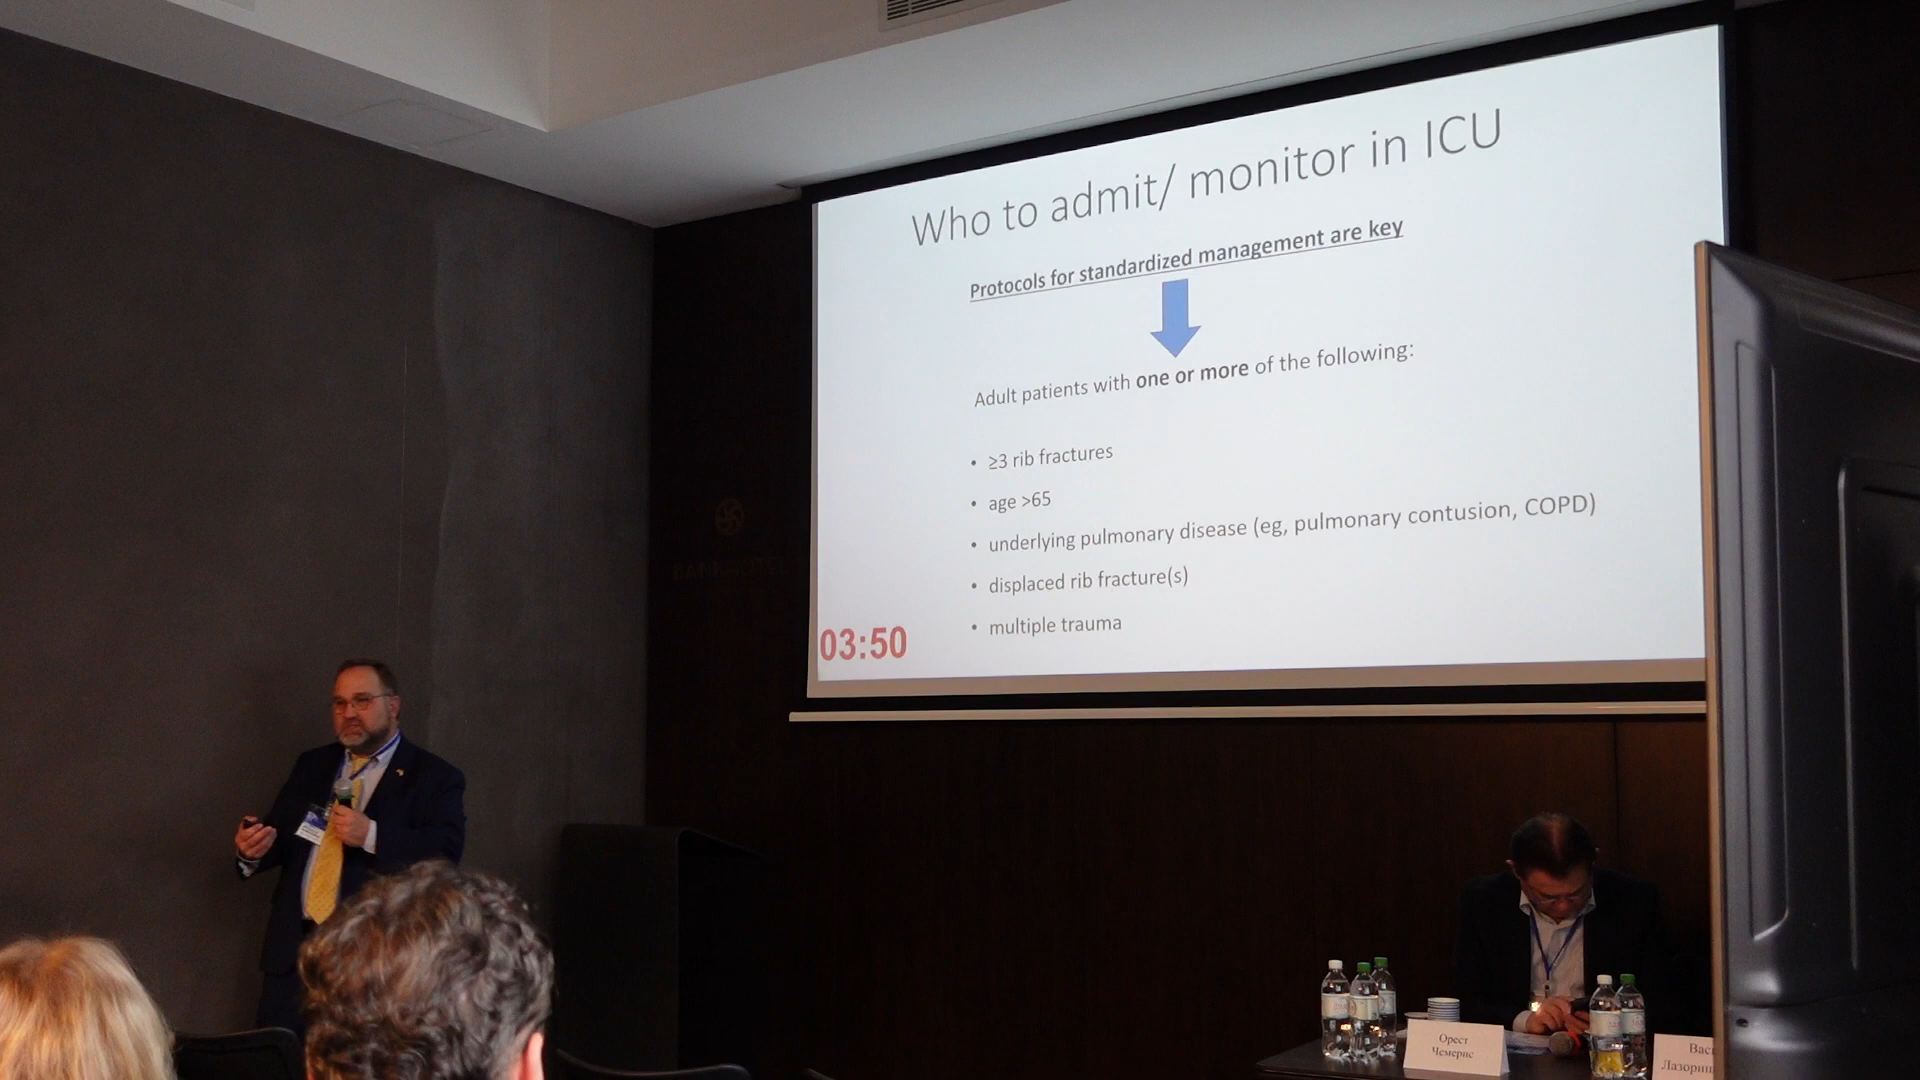 Who to admit/ monitor in ICU
Protocols for standardized management are key
Adult patients with one or more of the following:
• ≥3 rib fractures
• age >65
• underlying pulmonary disease (eg, pulmonary contusion, COPD)
• displaced rib fracture(s)
• multiple trauma
03:50
Орест
Чемерис